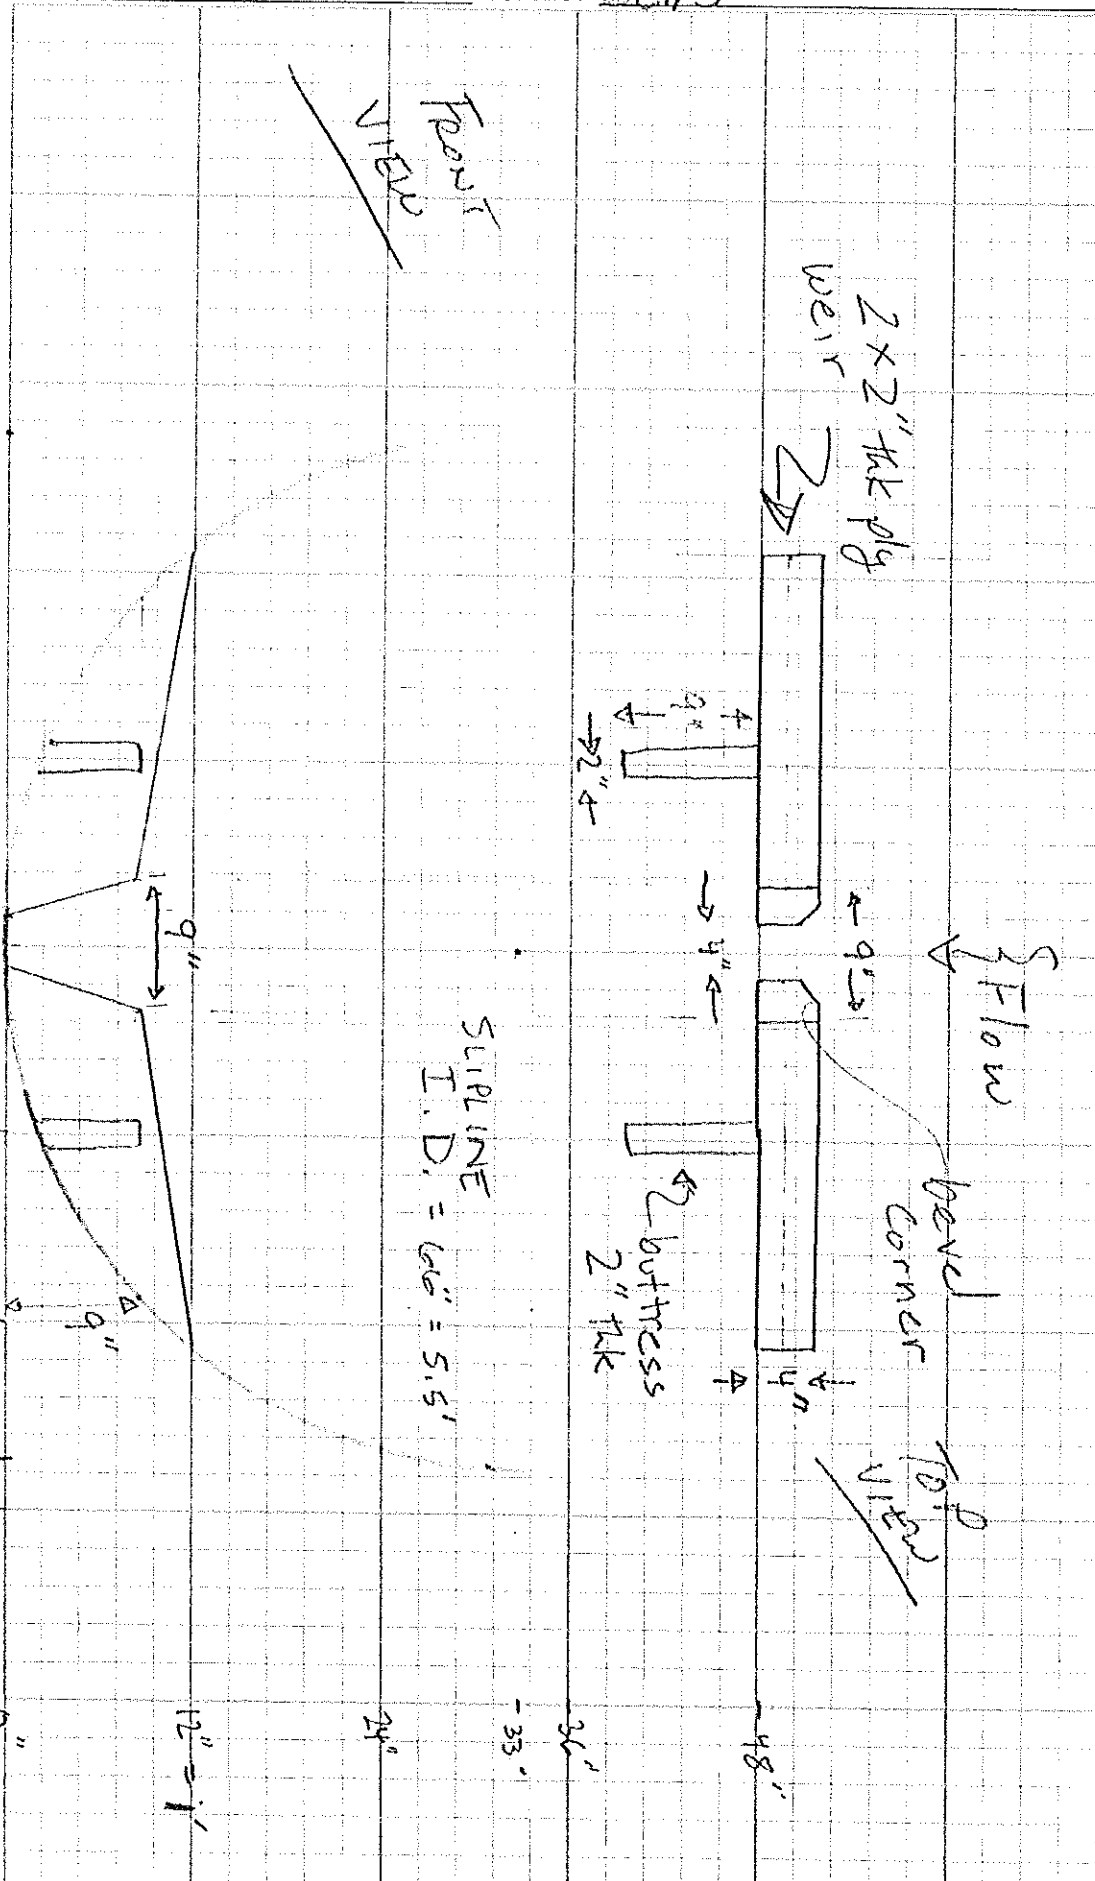 Flow
TOP
VIEW
bevel
corner
2 x 2" thk ply
weir
9"
4"
4"
9"
2"
buttress
2" thk
SLIPLINE
I.D. = 66" = 5.5'
FRONT
VIEW
9"
9"
48"
36"
33"
24"
12" = 1'